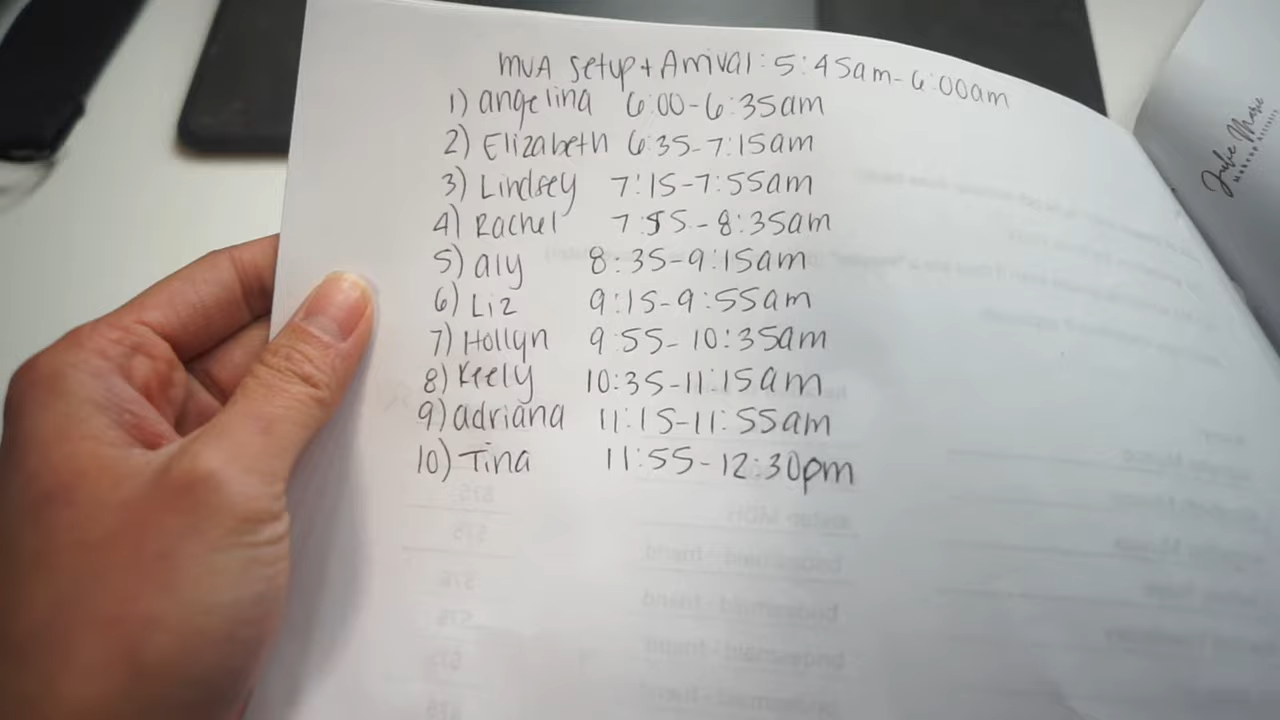 MUA Setup + Arrival: 5:45am-6:00am
1) angelina 6:00-6:35am
2) Elizabeth 6:35-7:15am
3) Lindsey 7:15-7:55am
4) Rachel 7:55-8:35am
5) aly 8:35-9:15am
6) Liz 9:15-9:55am
7) Hollyn 9:55-10:35am
8) Keely 10:35-11:15am
9) adriana 11:15-11:55am
10) Tina 11:55-12:30pm
Julie Marie